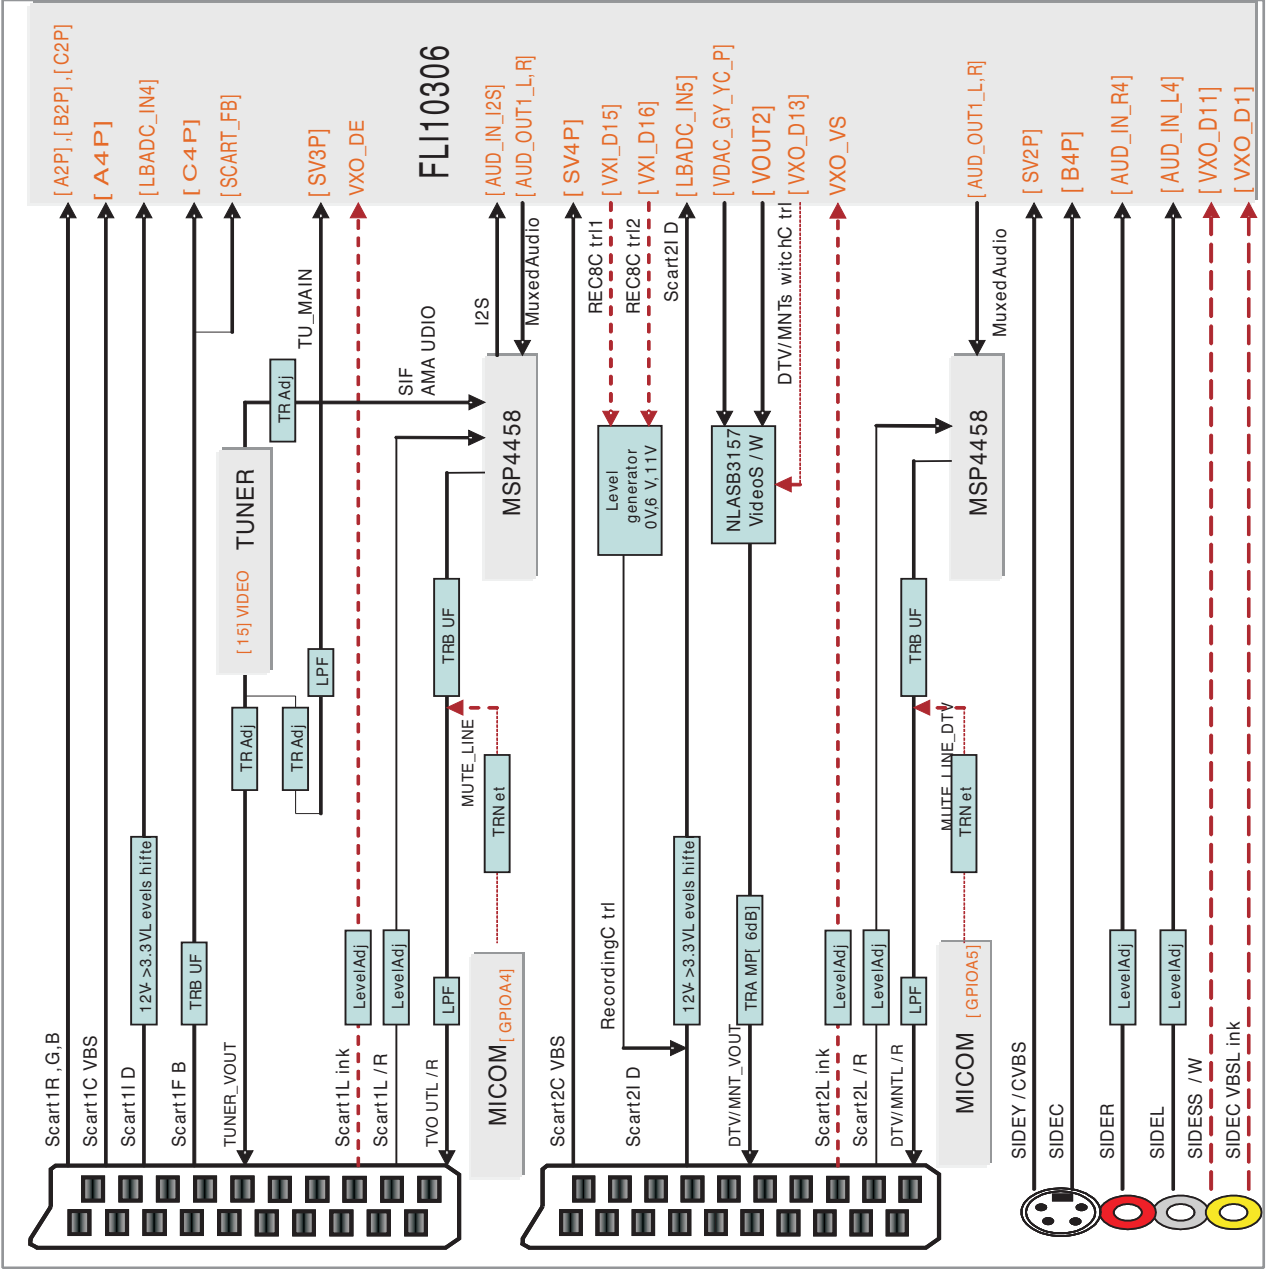 [A2P],[B2P],[C2P]
[A4P]
[LBADC_IN4]
[C4P]
[SCART_FB]
[SV3P]
VXO_DE
FLI10306
[AUD_IN_I2S]
[AUD_OUT1_L,R]
[SV4P]
[VXI_D15]
[VXI_D16]
[LBADC_IN5]
[VDAC_GY_YC_P]
[VOUT2]
[VXO_D13]
VXO_VS
[AUD_OUT1_L,R]
[SV2P]
[B4P]
[AUD_IN_R4]
[AUD_IN_L4]
[VXO_D11]
[VXO_D1]
TU_MAIN
SIF
AMA UDIO
I2S
MuxedAudio
REC8C trl1
REC8C trl2
Scart2I D
DTV/MNTs witchC trl
MuxedAudio
TR Adj
[15] VIDEO TUNER
MSP4458
Level
generator
0V,6 V,11V
NLASB3157
VideoS / W
MSP4458
LPF
TR Adj
TR Adj
TRB UF
TRB UF
MUTE_LINE
TRN et
MUTE_LINE_DTV
TRN et
12V->3.3VL evels hifte
TRB UF
LevelAdj
LevelAdj
LPF
MICOM
[GPIOA4]
RecordingC trl
12V->3.3VL evels hifte
TRA MP[ 6dB]
LevelAdj
LevelAdj
LPF
MICOM
[GPIOA5]
LevelAdj
LevelAdj
Scart1R ,G,B
Scart1C VBS
Scart1I D
Scart1F B
TUNER_VOUT
Scart1L ink
Scart1L /R
TVO UTL /R
Scart2C VBS
Scart2I D
DTV/MNT_VOUT
Scart2L ink
Scart2L /R
DTV/MNTL /R
SIDEY /CVBS
SIDEC
SIDER
SIDEL
SIDESS / W
SIDEC VBSL ink